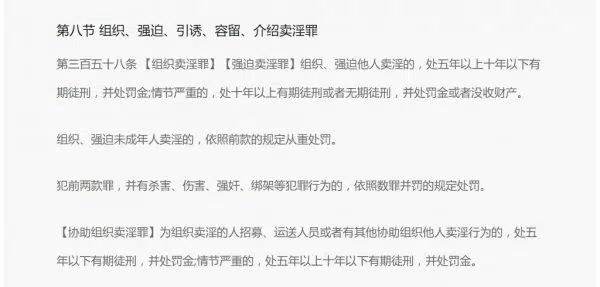 第八节 组织、强迫、引诱、容留、介绍卖淫罪
第三百五十八条 【组织卖淫罪】【强迫卖淫罪】组织、强迫他人卖淫的，处五年以上十年以下有
期徒刑，并处罚金;情节严重的，处十年以上有期徒刑或者无期徒刑，并处罚金或者没收财产。
组织、强迫未成年人卖淫的，依照前款的规定从重处罚。
犯前两款罪，并有杀害、伤害、强奸、绑架等犯罪行为的，依照数罪并罚的规定处罚。
【协助组织卖淫罪】为组织卖淫的人招募、运送人员或者有其他协助组织他人卖淫行为的，处五
年以下有期徒刑，并处罚金;情节严重的，处五年以上十年以下有期徒刑，并处罚金。